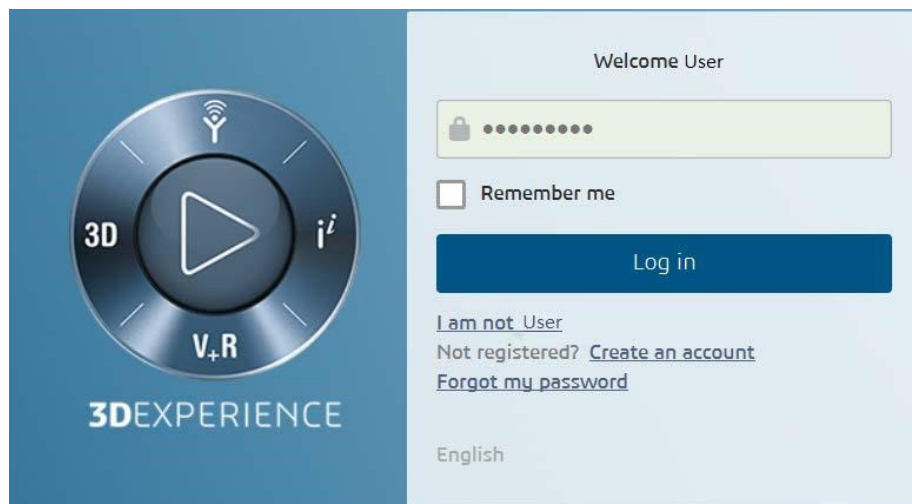 3D
iⁱ
V+R
3DEXPERIENCE
Welcome User
•••••••••
Remember me
Log in
I am not User
Not registered? Create an account
Forgot my password
English